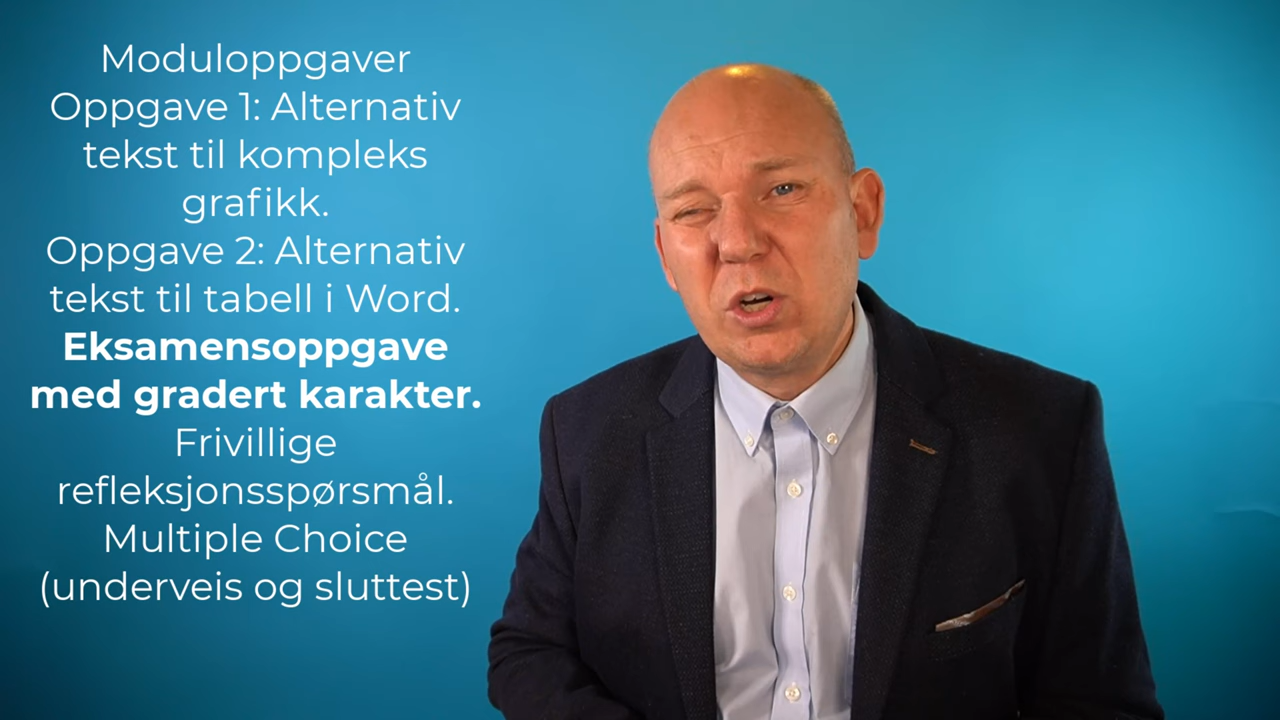 Moduloppgaver
Oppgave 1: Alternativ
tekst til kompleks
grafikk.
Oppgave 2: Alternativ
tekst til tabell i Word.
Eksamensoppgave
med gradert karakter.
Frivillige
refleksjonsspørsmål.
Multiple Choice
(underveis og sluttest)